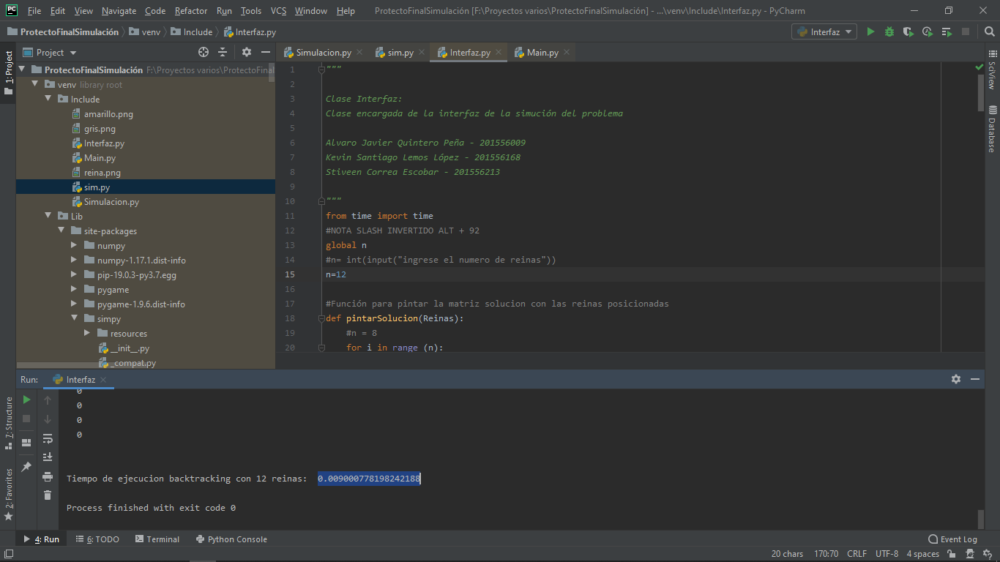 File Edit View Navigate Code Refactor Run Tools VCS Window Help ProtectoFinalSimulación [F:\Proyectos varios\ProtectoFinalSimulación] - ...\venv\Include\Interfaz.py - PyCharm
ProtectoFinalSimulación venv Include Interfaz.py Interfaz
Project Simulacion.py sim.py Interfaz.py Main.py
1: Project
ProtectoFinalSimulación F:\Proyectos varios\ProtectoFinal
venv library root
Include
amarillo.png
gris.png
Interfaz.py
Main.py
reina.png
sim.py
Simulacion.py
Lib
site-packages
numpy
numpy-1.17.1.dist-info
pip-19.0.3-py3.7.egg
pygame
pygame-1.9.6.dist-info
simpy
resources
__init__.py
_compat.py
1 """
2
3 Clase Interfaz:
4 Clase encargada de la interfaz de la simución del problema
5
6 Alvaro Javier Quintero Peña - 201556009
7 Kevin Santiago Lemos López - 201556168
8 Stiveen Correa Escobar - 201556213
9
10 """
11 from time import time
12 #NOTA SLASH INVERTIDO ALT + 92
13 global n
14 #n= int(input("ingrese el numero de reinas"))
15 n=12
16
17 #Función para pintar la matriz solucion con las reinas posicionadas
18 def pintarSolucion(Reinas):
19 #n = 8
20 for i in range (n):
SciView
Database
Run: Interfaz
0
0
0
0
Tiempo de ejecucion backtracking con 12 reinas: 0.009000778198242188
Process finished with exit code 0
7: Structure
2: Favorites
4: Run 6: TODO Terminal Python Console Event Log
20 chars 170:70 CRLF UTF-8 4 spaces